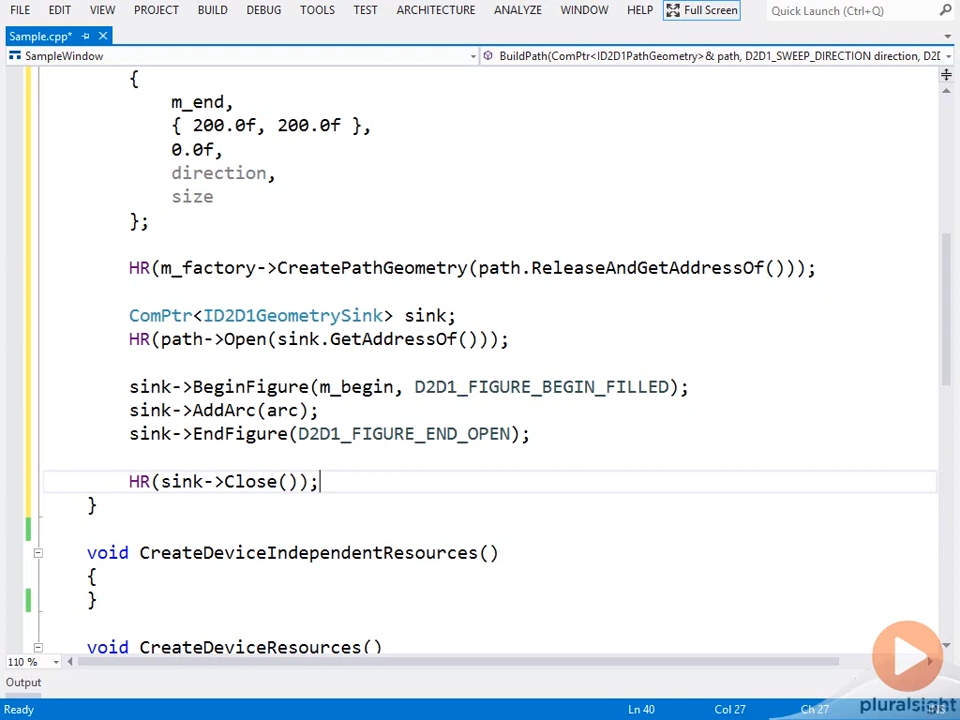 FILE EDIT VIEW PROJECT BUILD DEBUG TOOLS TEST ARCHITECTURE ANALYZE WINDOW HELP Full Screen Quick Launch (Ctrl+Q)
Sample.cpp*
SampleWindow BuildPath(ComPtr<ID2D1PathGeometry> & path, D2D1_SWEEP_DIRECTION direction, D2D
{
m_end,
{ 200.0f, 200.0f },
0.0f,
direction,
size
};
HR(m_factory->CreatePathGeometry(path.ReleaseAndGetAddressOf()));
ComPtr<ID2D1GeometrySink> sink;
HR(path->Open(sink.GetAddressOf()));
sink->BeginFigure(m_begin, D2D1_FIGURE_BEGIN_FILLED);
sink->AddArc(arc);
sink->EndFigure(D2D1_FIGURE_END_OPEN);
HR(sink->Close());
}
void CreateDeviceIndependentResources()
{
}
void CreateDeviceResources()
110 %
Output
Ready Ln 40 Col 27 Ch 27
pluralsight